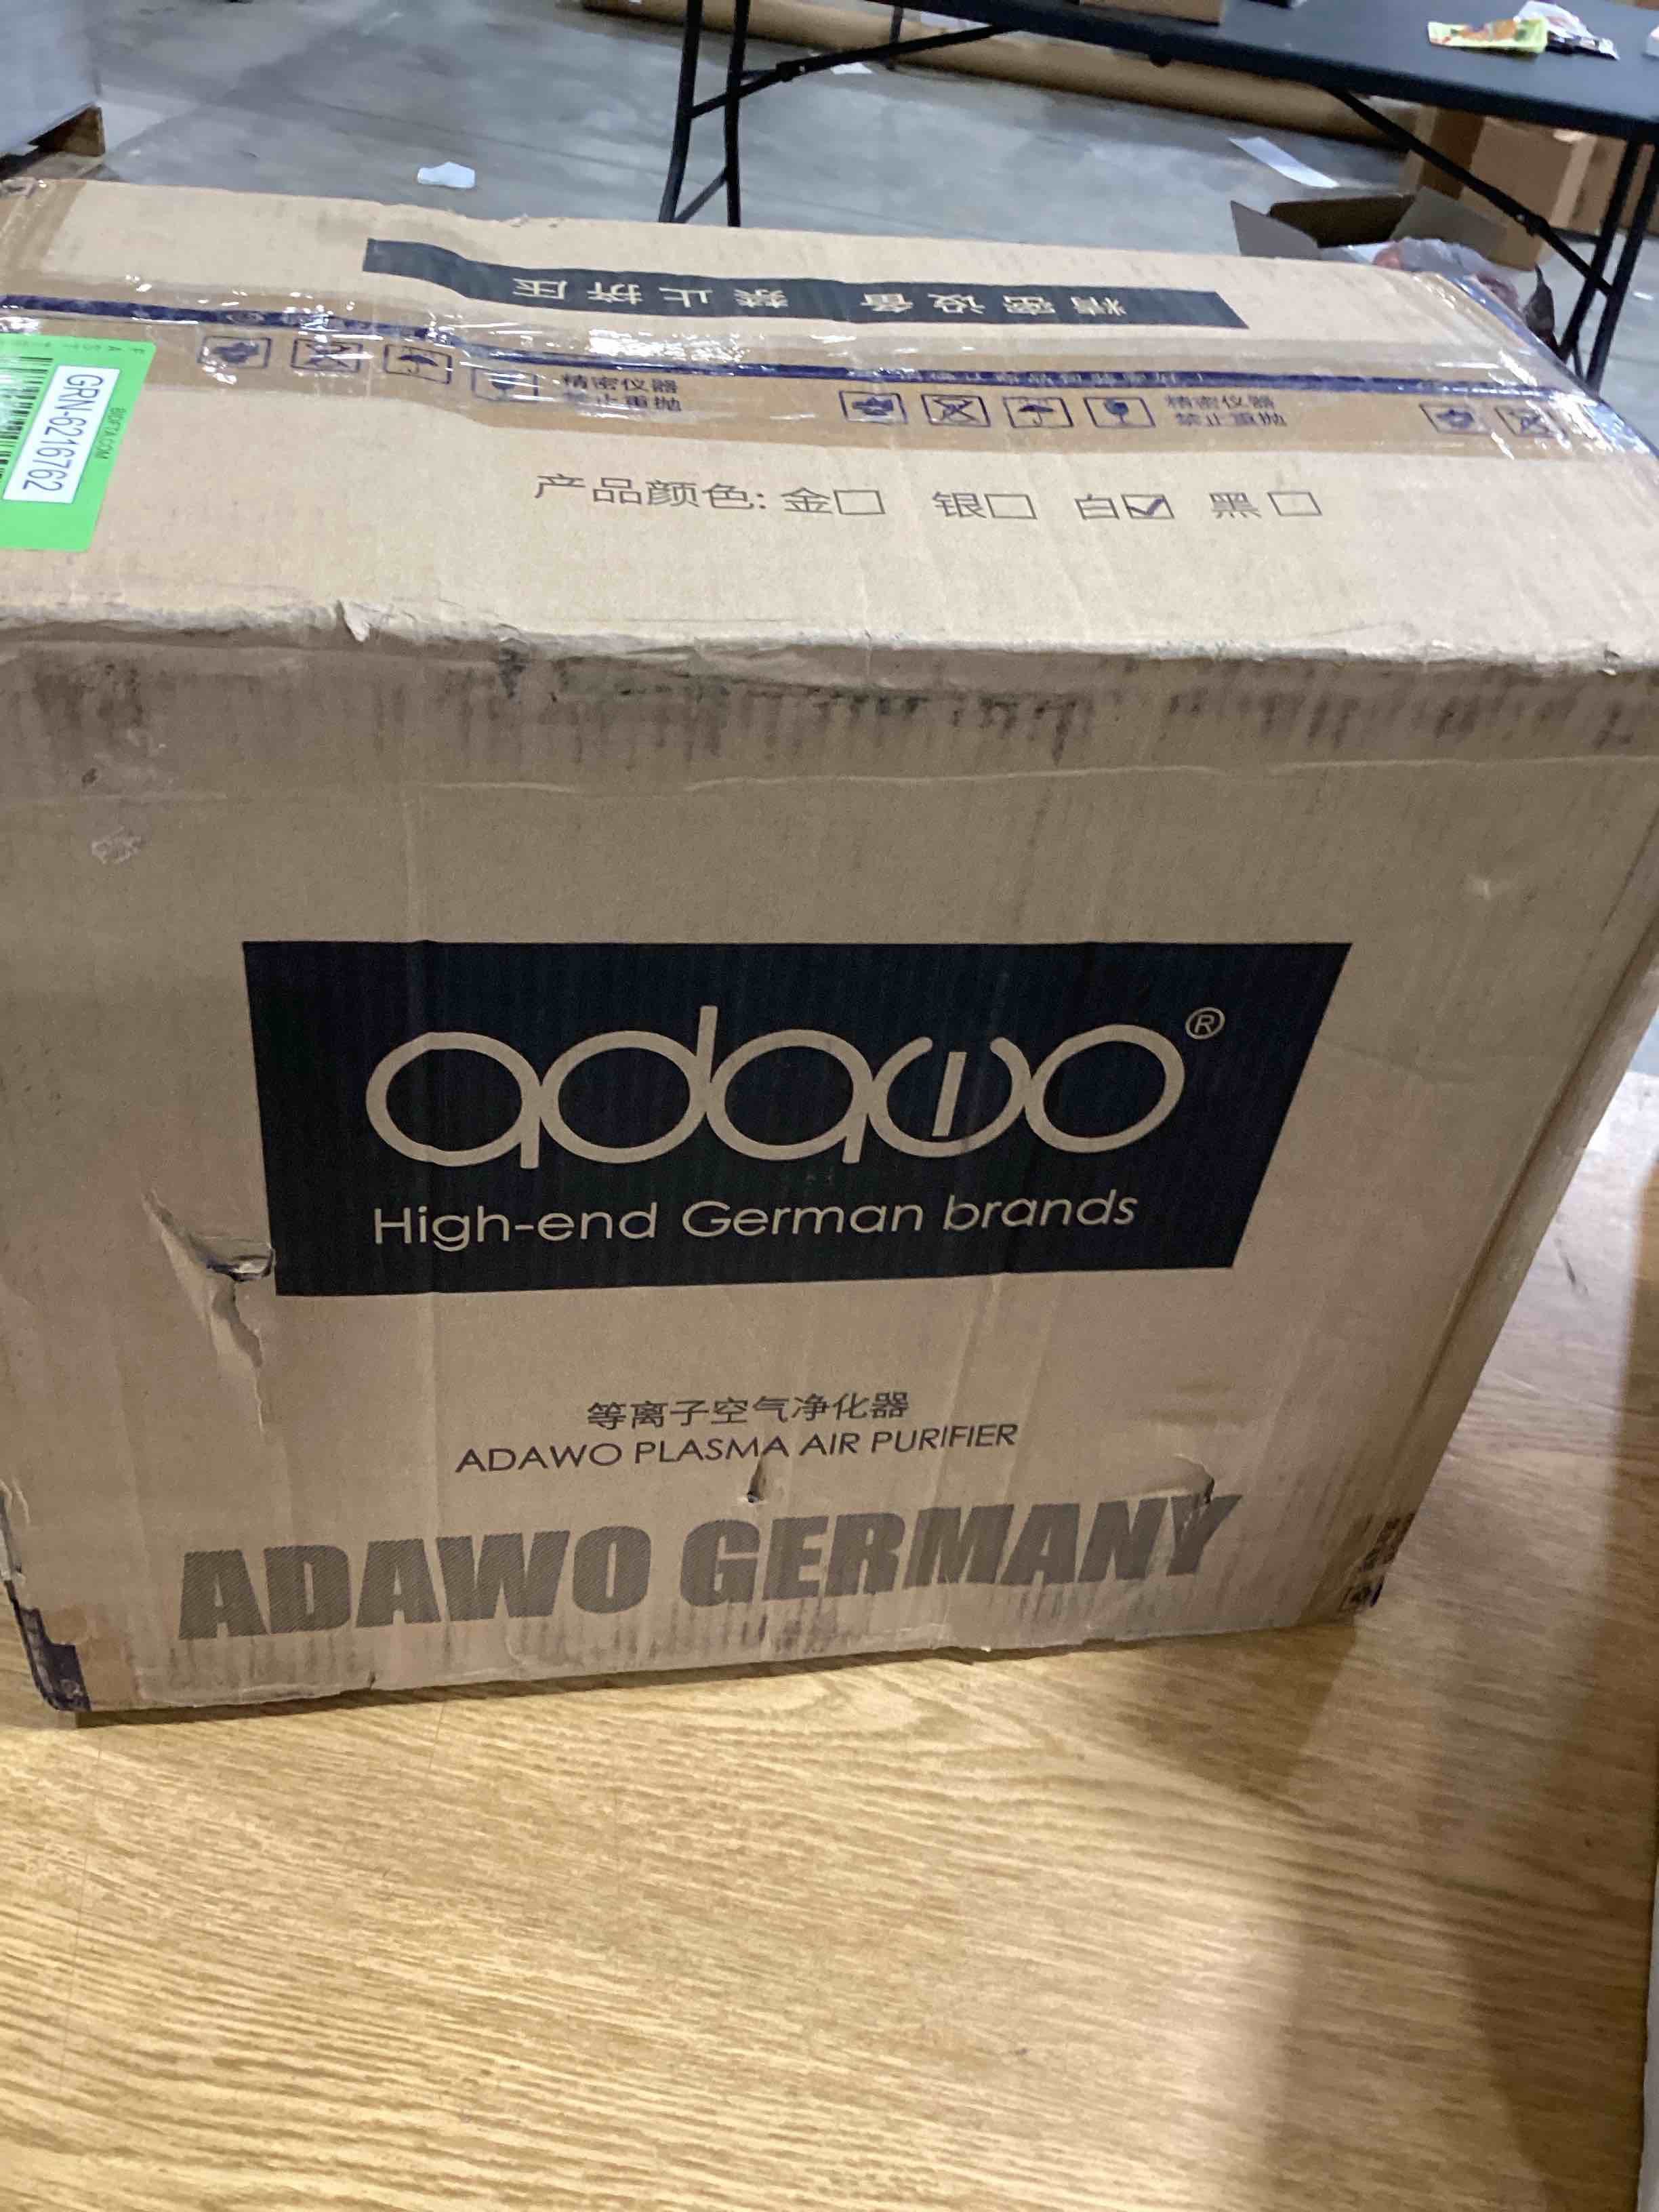 精密设备 禁止挤压
精密仪器
禁止重抛
精密仪器
禁止重抛
BIDFTA.COM
GRN-6216762
产品颜色: 金□ 银□ 白☑ 黑□
adawo®
High-end German brands
等离子空气净化器
ADAWO PLASMA AIR PURIFIER
ADAWO GERMANY